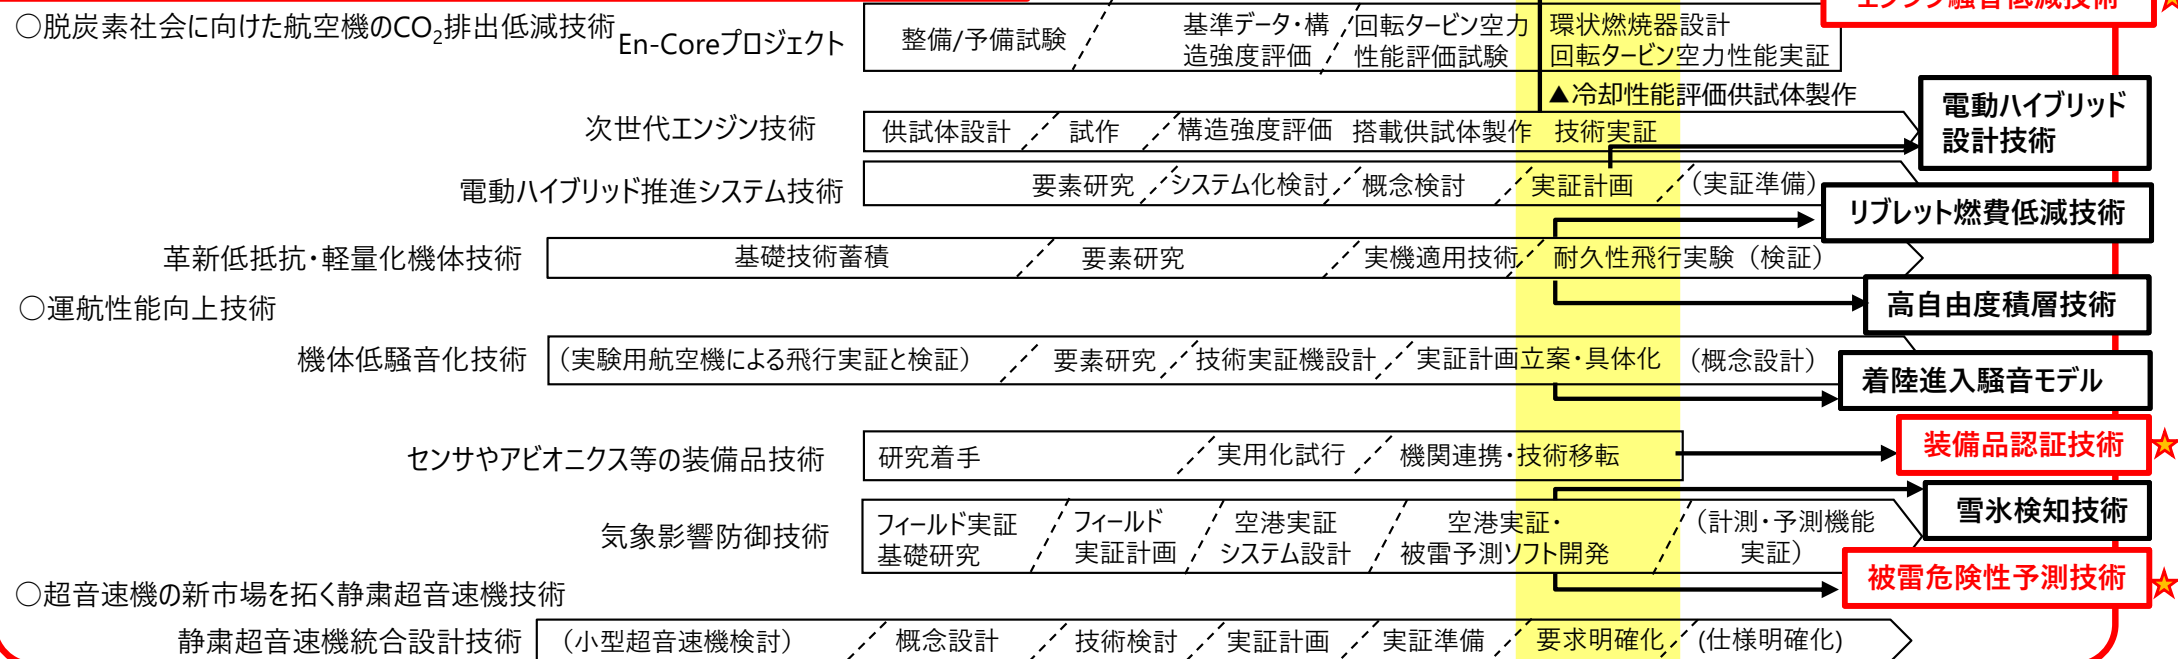 エンジン騒音低減技術
○脱炭素社会に向けた航空機のCO₂排出低減技術
En-Coreプロジェクト
整備/予備試験
基準データ・構
造強度評価
回転タービン空力
性能評価試験
環状燃焼器設計
回転タービン空力性能実証
▲冷却性能評価供試体製作
次世代エンジン技術
供試体設計
試作
構造強度評価
搭載供試体製作
技術実証
電動ハイブリッド
設計技術
電動ハイブリッド推進システム技術
要素研究
システム化検討
概念検討
実証計画
(実証準備)
リブレット燃費低減技術
革新低抵抗・軽量化機体技術
基礎技術蓄積
要素研究
実機適用技術
耐久性飛行実験（検証）
高自由度積層技術
○運航性能向上技術
機体低騒音化技術
（実験用航空機による飛行実証と検証）
要素研究
技術実証機設計
実証計画立案・具体化
（概念設計）
着陸進入騒音モデル
センサやアビオニクス等の装備品技術
研究着手
実用化試行
機関連携・技術移転
装備品認証技術
気象影響防御技術
フィールド実証
基礎研究
フィールド
実証計画
空港実証
システム設計
空港実証・
被雷予測ソフト開発
（計測・予測機能
実証）
雪氷検知技術
被雷危険性予測技術
○超音速機の新市場を拓く静粛超音速機技術
静粛超音速機統合設計技術
（小型超音速機検討）
概念設計
技術検討
実証計画
実証準備
要求明確化
(仕様明確化)